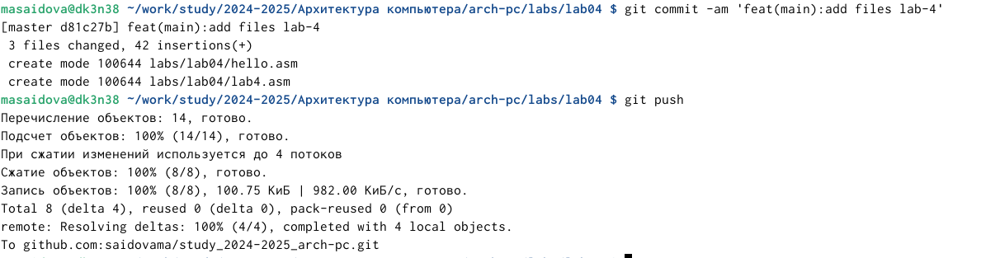 masaidova@dk3n38 ~/work/study/2024-2025/Архитектура компьютера/arch-pc/labs/lab04 $ git commit -am 'feat(main):add files lab-4'
[master d81c27b] feat(main):add files lab-4
 3 files changed, 42 insertions(+)
 create mode 100644 labs/lab04/hello.asm
 create mode 100644 labs/lab04/lab4.asm
masaidova@dk3n38 ~/work/study/2024-2025/Архитектура компьютера/arch-pc/labs/lab04 $ git push
Перечисление объектов: 14, готово.
Подсчет объектов: 100% (14/14), готово.
При сжатии изменений используется до 4 потоков
Сжатие объектов: 100% (8/8), готово.
Запись объектов: 100% (8/8), 100.75 КиБ | 982.00 КиБ/с, готово.
Total 8 (delta 4), reused 0 (delta 0), pack-reused 0 (from 0)
remote: Resolving deltas: 100% (4/4), completed with 4 local objects.
To github.com:saidovama/study_2024-2025_arch-pc.git